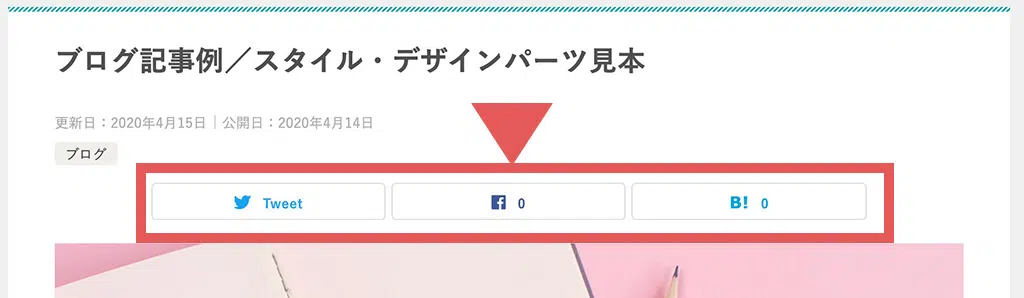 ブログ記事例／スタイル・デザインパーツ見本
更新日：2020年4月15日｜公開日：2020年4月14日
ブログ
Tweet
0
B! 0